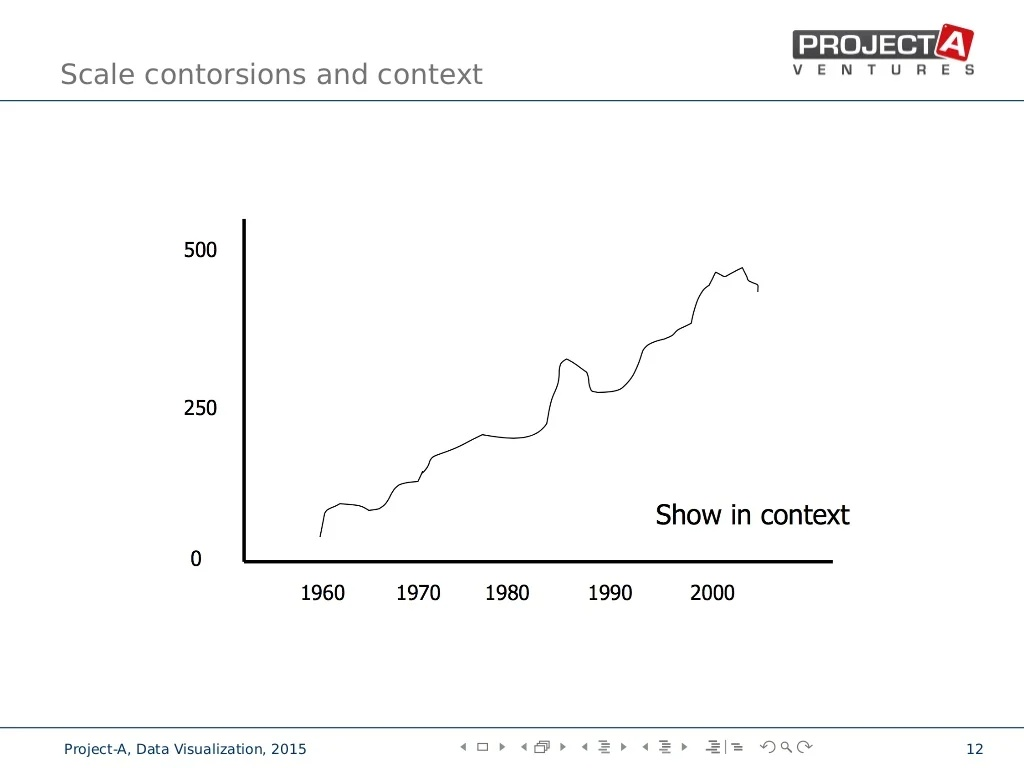 Scale contorsions and context
PROJECT A
VENTURES
500
250
0
Show in context
1960 1970 1980 1990 2000
Project-A, Data Visualization, 2015
12